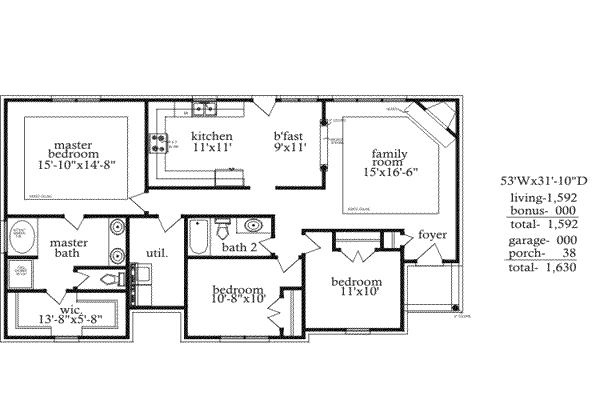 kitchen
11'x11'
b'fast
9'x11'
master
bedroom
15'-10"x14'-8"
family
room
15'x16'-6"
foyer
master
bath
util.
bath 2
bedroom
10'-8"x10'
bedroom
11'x10'
wic.
13'-8"x5'-8"
53'Wx31'-10"D
living-1,592
bonus- 000
total- 1,592
garage- 000
porch- 38
total- 1,630